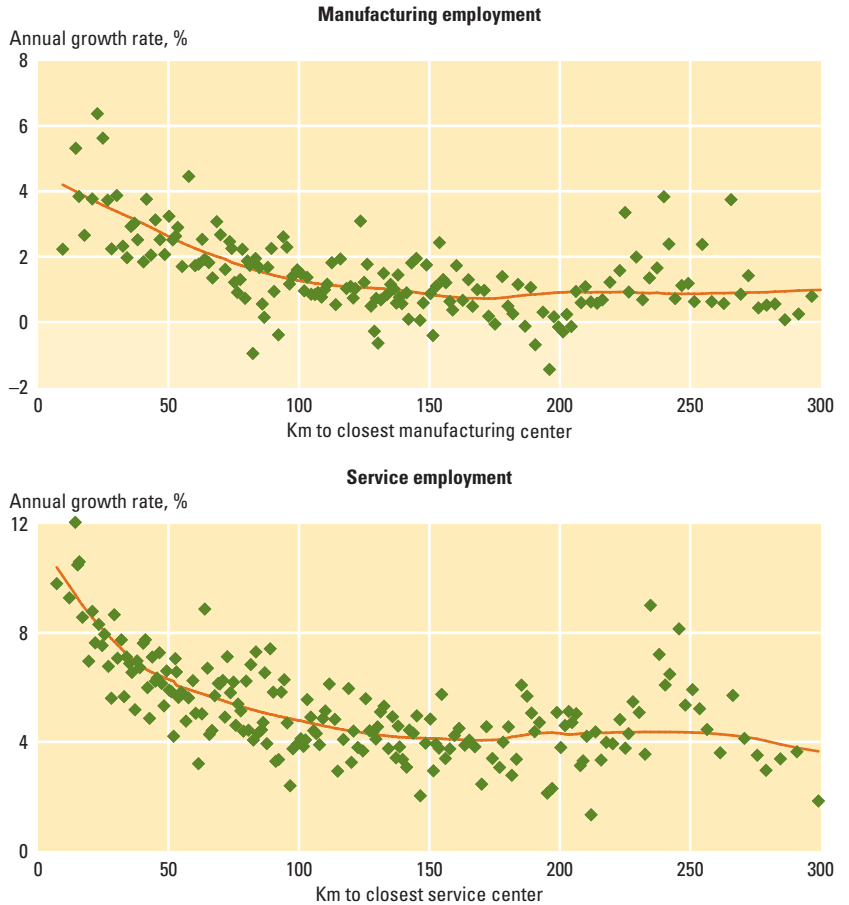 Manufacturing employment
Annual growth rate, %
8
6
4
2
0
–2
0 50 100 150 200 250 300
Km to closest manufacturing center
Service employment
Annual growth rate, %
12
8
4
0
0 50 100 150 200 250 300
Km to closest service center